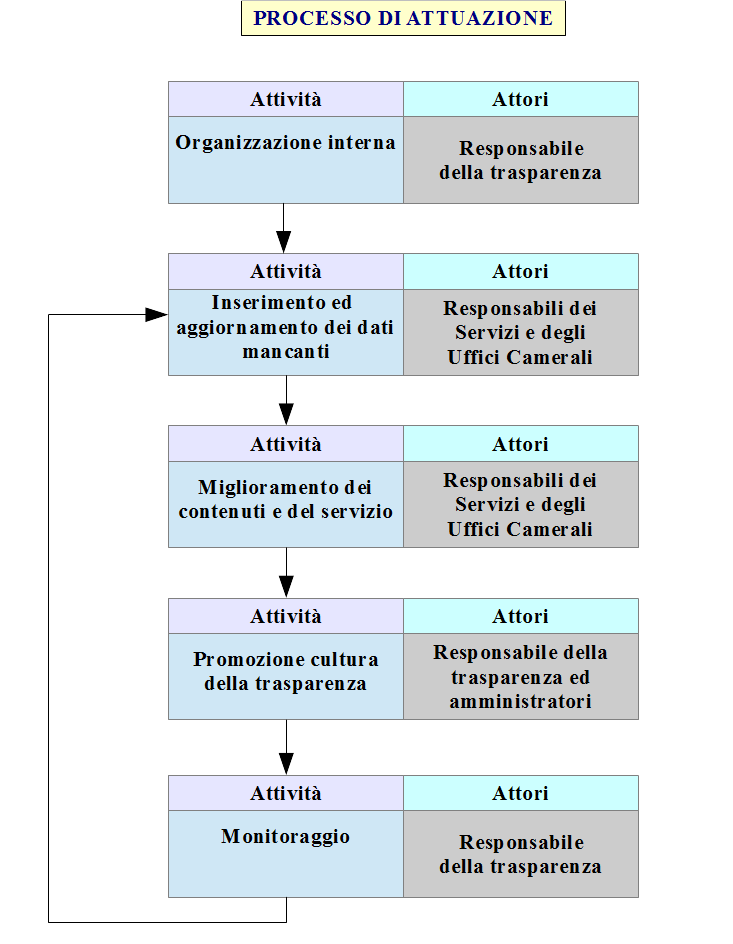 PROCESSO DI ATTUAZIONE
Attività
Attori
Organizzazione interna
Responsabile
della trasparenza
Attività
Attori
Inserimento ed
aggiornamento dei dati
mancanti
Responsabili dei
Servizi e degli
Uffici Camerali
Attività
Attori
Miglioramento dei
contenuti e del servizio
Responsabili dei
Servizi e degli
Uffici Camerali
Attività
Attori
Promozione cultura
della trasparenza
Responsabile della
trasparenza ed
amministratori
Attività
Attori
Monitoraggio
Responsabile
della trasparenza